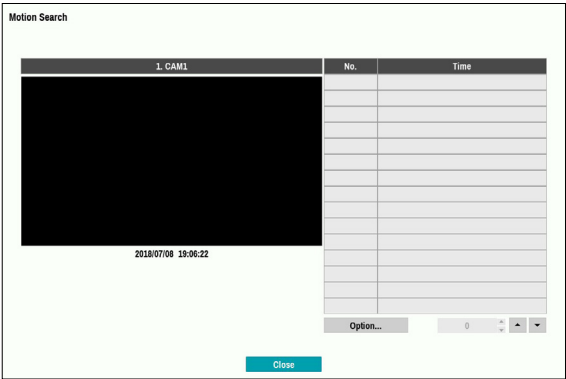 Motion Search
1. CAM1
No. Time
2018/07/08 19:06:22
Option... 0
Close